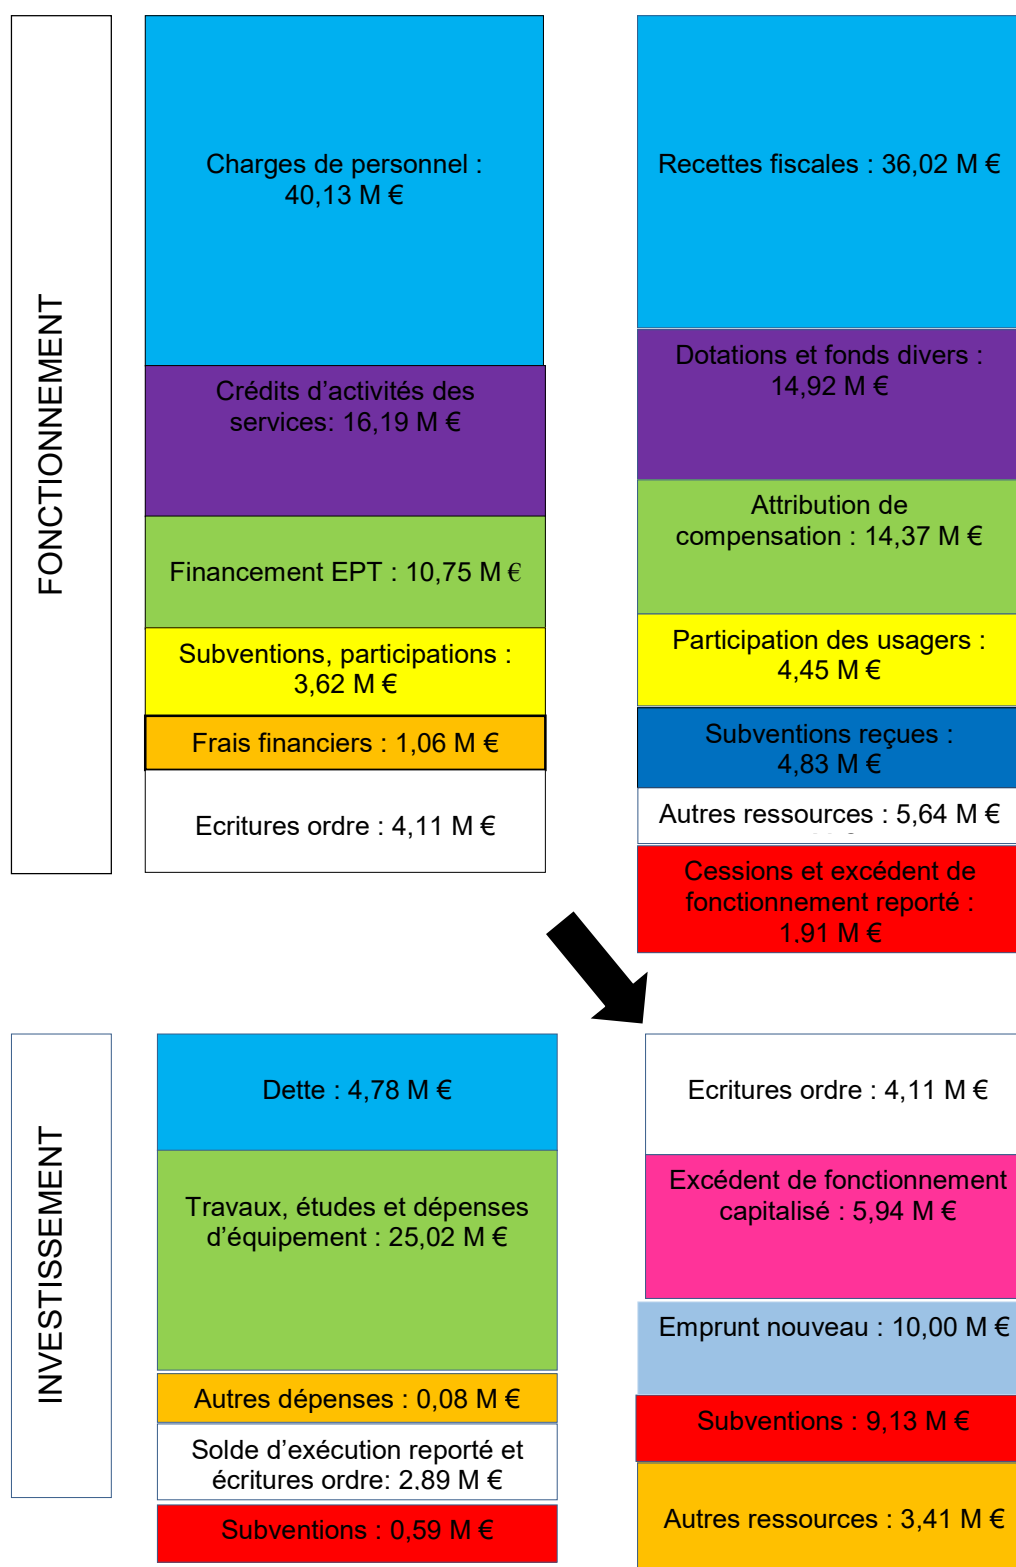 FONCTIONNEMENT
Charges de personnel :
40,13 M €
Crédits d’activités des
services: 16,19 M €
Financement EPT : 10,75 M €
Subventions, participations :
3,62 M €
Frais financiers : 1,06 M €
Ecritures ordre : 4,11 M €
Recettes fiscales : 36,02 M €
Dotations et fonds divers :
14,92 M €
Attribution de
compensation : 14,37 M €
Participation des usagers :
4,45 M €
Subventions reçues :
4,83 M €
Autres ressources : 5,64 M €
Cessions et excédent de
fonctionnement reporté :
1.91 M €
INVESTISSEMENT
Dette : 4,78 M €
Travaux, études et dépenses
d’équipement : 25,02 M €
Autres dépenses : 0,08 M €
Solde d’exécution reporté et
écritures ordre: 2,89 M €
Subventions : 0,59 M €
Ecritures ordre : 4,11 M €
Excédent de fonctionnement
capitalisé : 5,94 M €
Emprunt nouveau : 10,00 M €
Subventions : 9,13 M €
Autres ressources : 3,41 M €